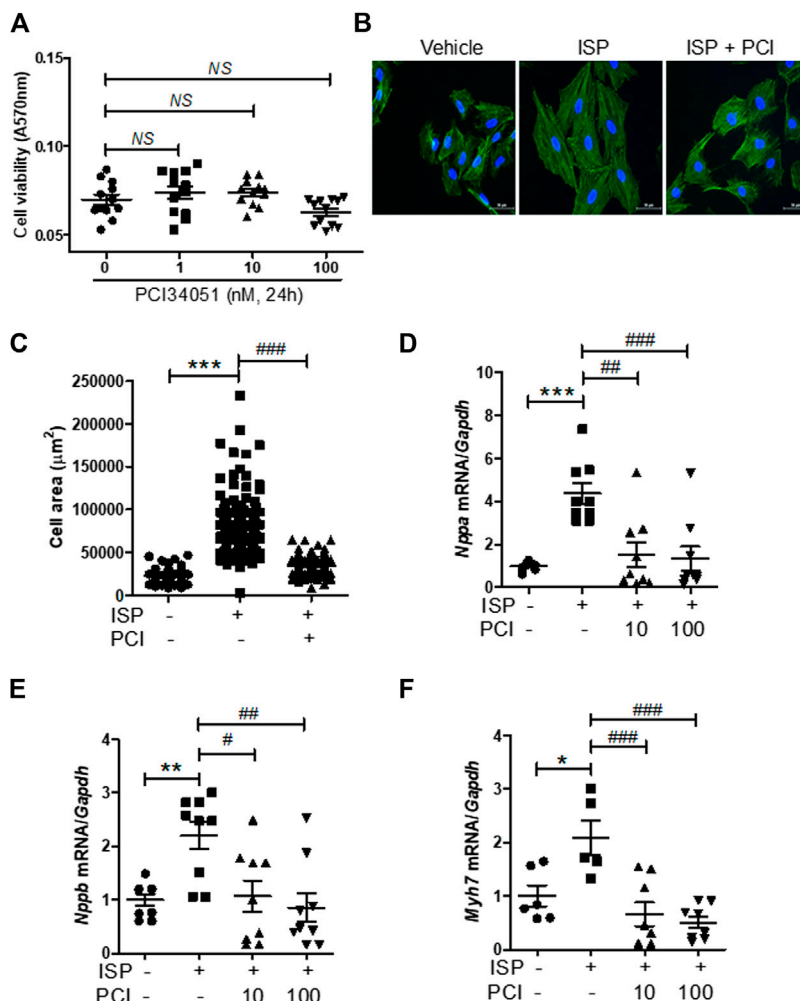 A
Cell viability (A570nm)
0.15
0.10
0.05
NS
NS
NS
0 1 10 100
PCI34051 (nM, 24h)
B
Vehicle ISP ISP + PCI
C
Cell area (μm²)
250000
200000
150000
100000
50000
0
*** ###
ISP - + +
PCI - - +
D
Nppa mRNA/Gapdh
10
8
6
4
2
0
###
##
***
ISP - + + +
PCI - - 10 100
E
Nppb mRNA/Gapdh
4
3
2
1
0
##
#
**
ISP - + + +
PCI - - 10 100
F
Myh7 mRNA/Gapdh
4
3
2
1
0
###
###
*
ISP - + + +
PCI - - 10 100